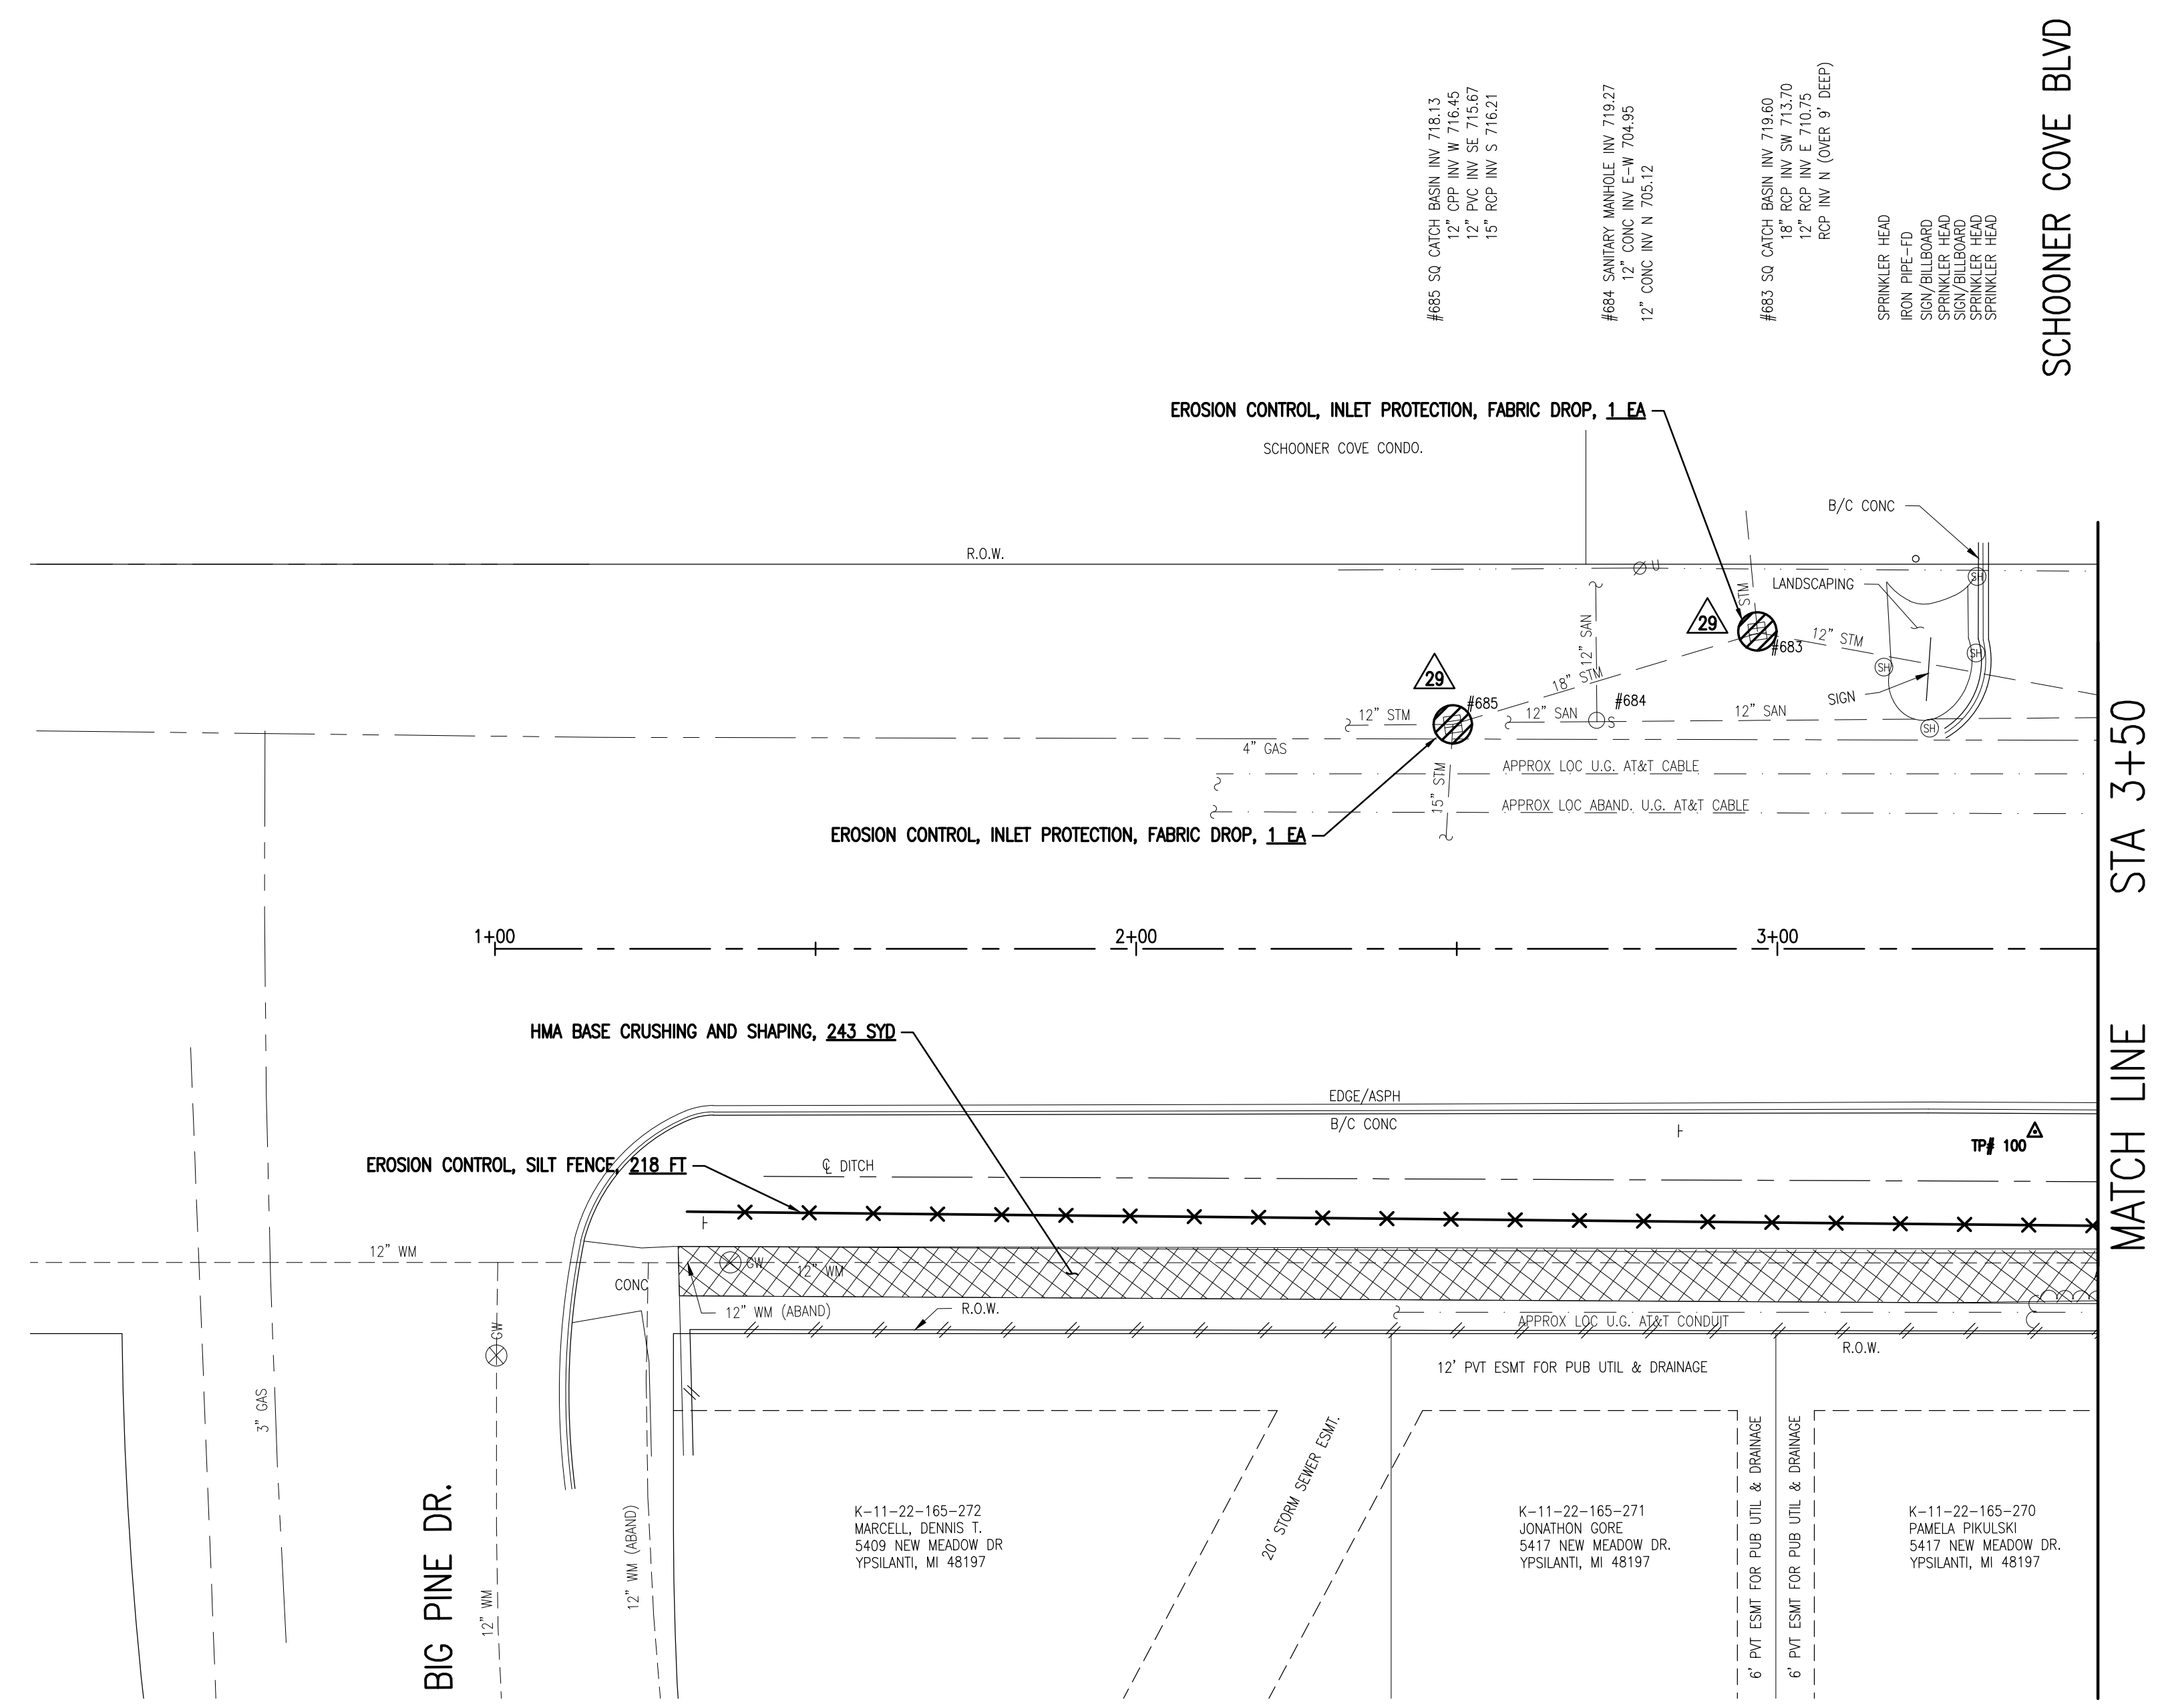 SCHOONER COVE BLVD
#685 SQ CATCH BASIN INV 718.13
12" CPP INV W 716.45
12" PVC INV SE 715.67
15" RCP INV S 716.21
#684 SANITARY MANHOLE INV 719.27
12" CONC INV E-W 704.95
12" CONC INV N 705.12
#683 SQ CATCH BASIN INV 719.60
18" RCP INV SW 713.70
12" RCP INV E 710.75
RCP INV N (OVER 9' DEEP)
SPRINKLER HEAD
IRON PIPE-FD
SIGN/BILLBOARD
SPRINKLER HEAD
SIGN/BILLBOARD
SPRINKLER HEAD
SPRINKLER HEAD
EROSION CONTROL, INLET PROTECTION, FABRIC DROP, 1 EA
SCHOONER COVE CONDO.
B/C CONC
R.O.W.
U
SH
LANDSCAPING
STM
29
#683
12" STM
12" SAN
SH
SH
18" STM
29
SIGN
#685
#684
12" STM
12" SAN
S
12" SAN
SH
4" GAS
APPROX LOC U.G. AT&T CABLE
15" STM
APPROX LOC ABAND. U.G. AT&T CABLE
EROSION CONTROL, INLET PROTECTION, FABRIC DROP, 1 EA
MATCH LINE STA 3+50
1+00
2+00
3+00
HMA BASE CRUSHING AND SHAPING, 243 SYD
EDGE/ASPH
B/C CONC
TP# 100
EROSION CONTROL, SILT FENCE, 218 FT
℄ DITCH
12" WM
GW
12" WM
CONC
12" WM (ABAND)
R.O.W.
APPROX LOC U.G. AT&T CONDUIT
GW
R.O.W.
12' PVT ESMT FOR PUB UTIL & DRAINAGE
3" GAS
20' STORM SEWER ESMT.
6' PVT ESMT FOR PUB UTIL & DRAINAGE
6' PVT ESMT FOR PUB UTIL & DRAINAGE
BIG PINE DR.
12" WM
12" WM (ABAND)
K-11-22-165-272
MARCELL, DENNIS T.
5409 NEW MEADOW DR
YPSILANTI, MI 48197
K-11-22-165-271
JONATHON GORE
5417 NEW MEADOW DR.
YPSILANTI, MI 48197
K-11-22-165-270
PAMELA PIKULSKI
5417 NEW MEADOW DR.
YPSILANTI, MI 48197